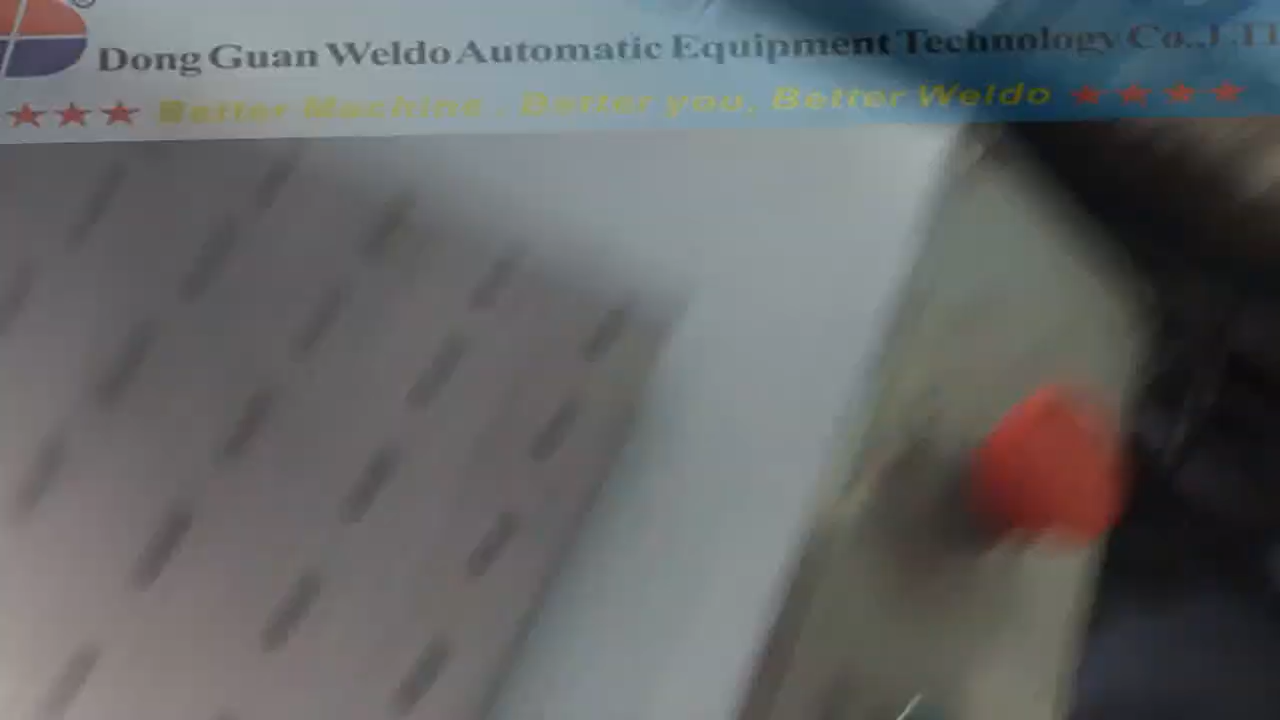 Dong Guan Weldo Automatic Equipment Technology Co.,LTD
★★★ Better Machine . Better you, Better Weldo ★★★★